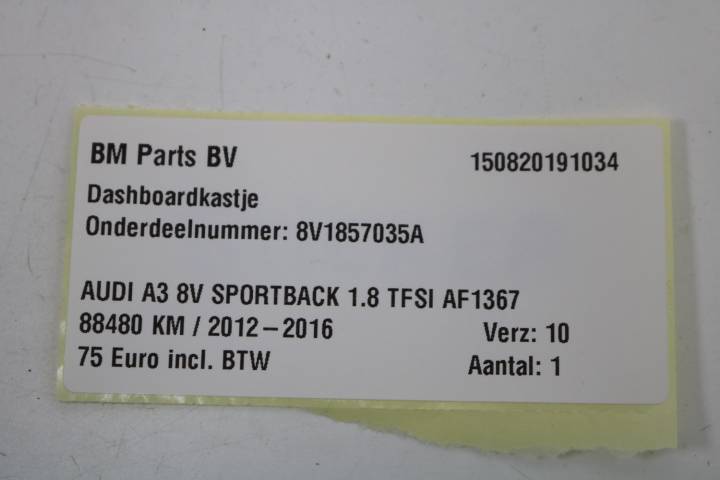 BM Parts BV 150820191034
Dashboardkastje
Onderdeelnummer: 8V1857035A
AUDI A3 8V SPORTBACK 1.8 TFSI AF1367
88480 KM / 2012-2016 Verz: 10
75 Euro incl. BTW Aantal: 1